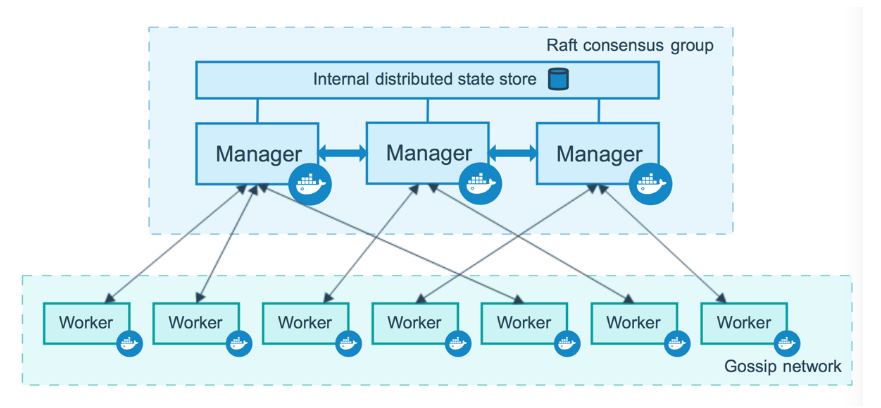 Raft consensus group
Internal distributed state store
Manager
Manager
Manager
Worker
Worker
Worker
Worker
Worker
Worker
Worker
Gossip network